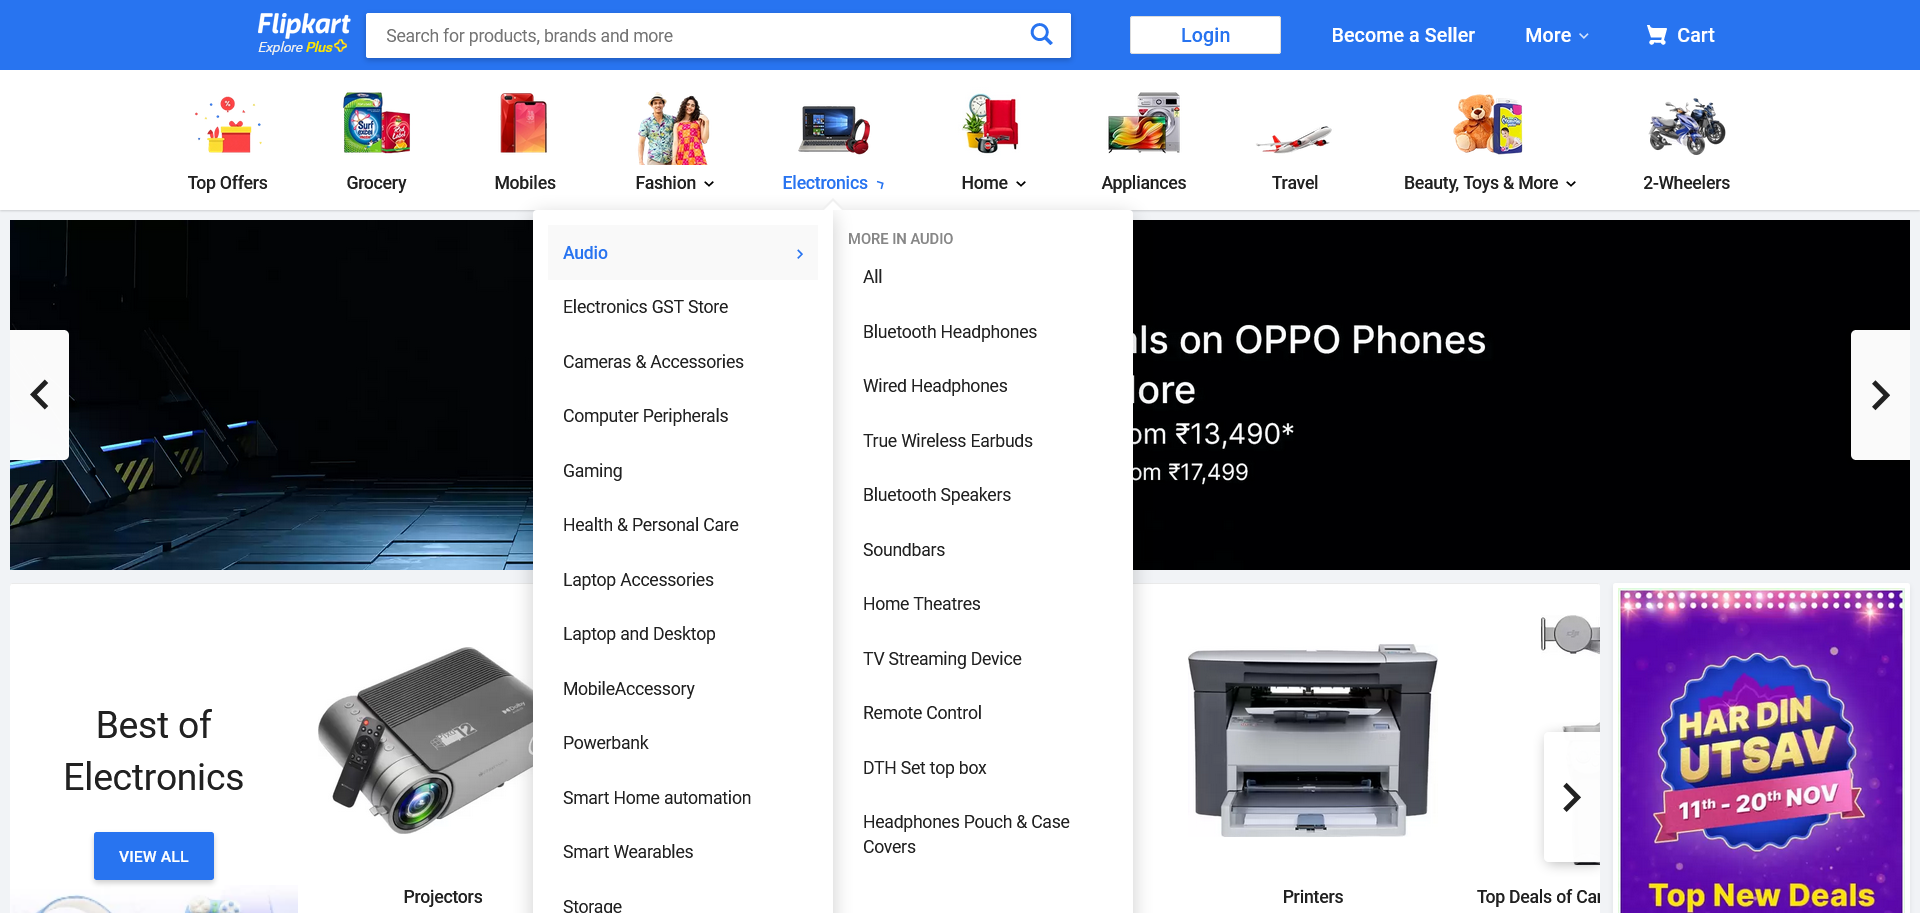 Flipkart
Explore Plus
Search for products, brands and more
Login
Become a Seller
More
Cart
Top Offers
Grocery
Mobiles
Fashion
Electronics
Home
Appliances
Travel
Beauty, Toys & More
2-Wheelers
Audio
Electronics GST Store
Cameras & Accessories
Computer Peripherals
Gaming
Health & Personal Care
Laptop Accessories
Laptop and Desktop
MobileAccessory
Powerbank
Smart Home automation
Smart Wearables
Storage
MORE IN AUDIO
All
Bluetooth Headphones
Wired Headphones
True Wireless Earbuds
Bluetooth Speakers
Soundbars
Home Theatres
TV Streaming Device
Remote Control
DTH Set top box
Headphones Pouch & Case
Covers
ls on OPPO Phones
lore
om ₹13,490*
om ₹17,499
Best of
Electronics
VIEW ALL
Projectors
Printers
Top Deals of Ca
HAR DIN
UTSAV
11th - 20th NOV
Top New Deals
Surf
excel